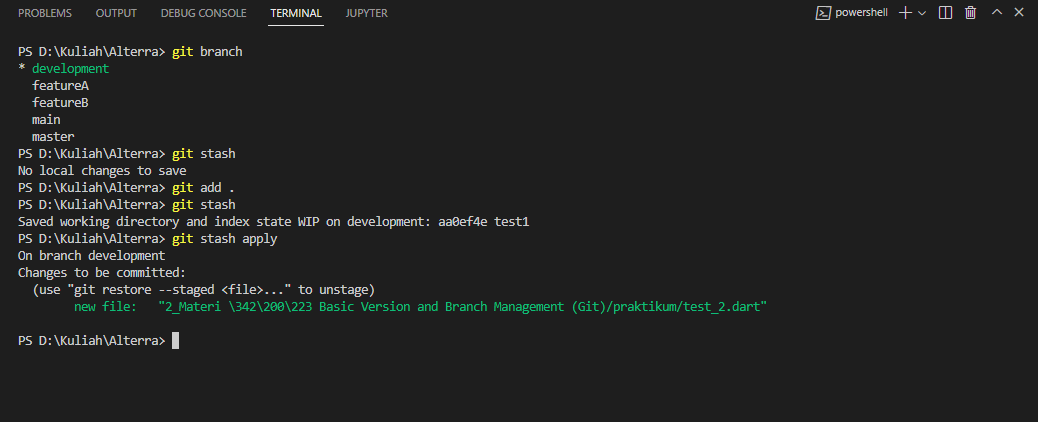 PROBLEMS OUTPUT DEBUG CONSOLE TERMINAL JUPYTER powershell
PS D:\Kuliah\Alterra> git branch
* development
  featureA
  featureB
  main
  master
PS D:\Kuliah\Alterra> git stash
No local changes to save
PS D:\Kuliah\Alterra> git add .
PS D:\Kuliah\Alterra> git stash
Saved working directory and index state WIP on development: aa0ef4e test1
PS D:\Kuliah\Alterra> git stash apply
On branch development
Changes to be committed:
  (use "git restore --staged <file>..." to unstage)
        new file:   "2_Materi \342\200\223 Basic Version and Branch Management (Git)/praktikum/test_2.dart"
PS D:\Kuliah\Alterra>